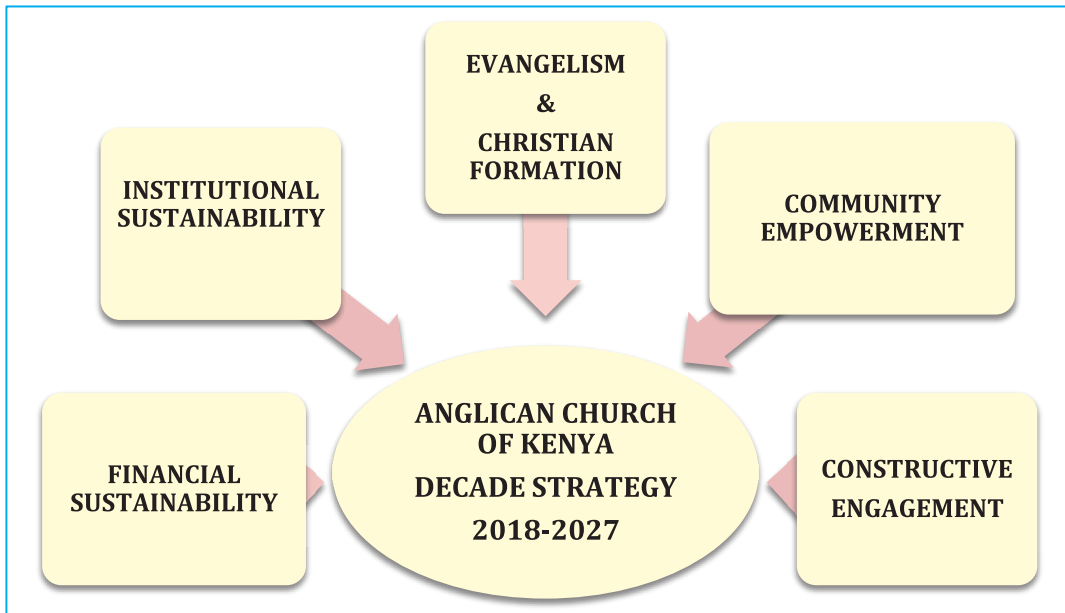 EVANGELISM
&
CHRISTIAN
FORMATION
INSTITUTIONAL
SUSTAINABILITY
COMMUNITY
EMPOWERMENT
FINANCIAL
SUSTAINABILITY
ANGLICAN CHURCH
OF KENYA
DECADE STRATEGY
2018-2027
CONSTRUCTIVE
ENGAGEMENT